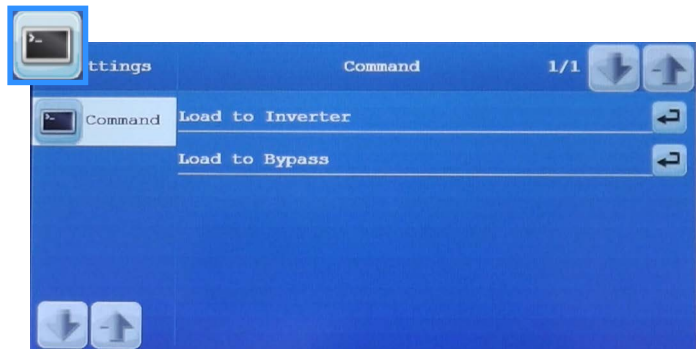 ttings Command 1/1
Command Load to Inverter
Load to Bypass